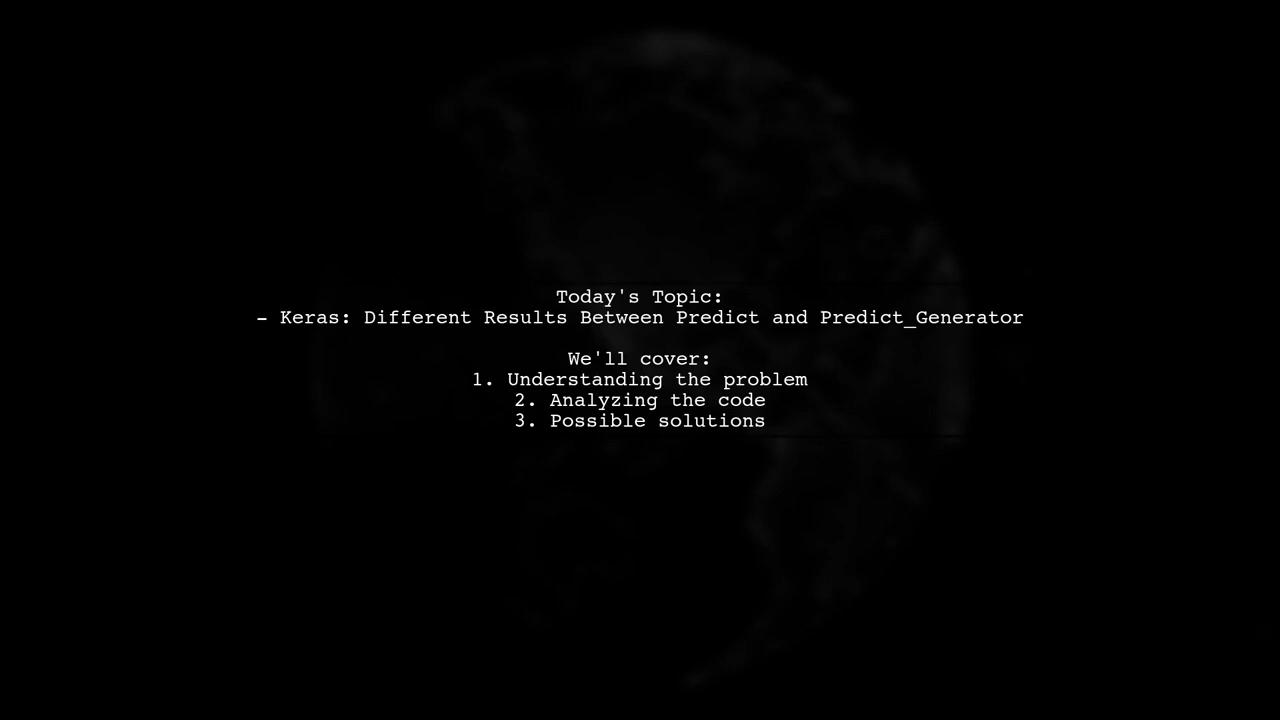 Today's Topic:
- Keras: Different Results Between Predict and Predict_Generator
We'll cover:
1. Understanding the problem
2. Analyzing the code
3. Possible solutions